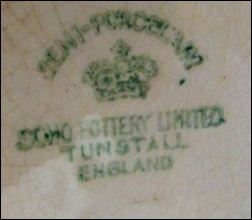 SEMI-PORCELAIN
SOHO POTTERY LIMITED.
TUNSTALL
ENGLAND